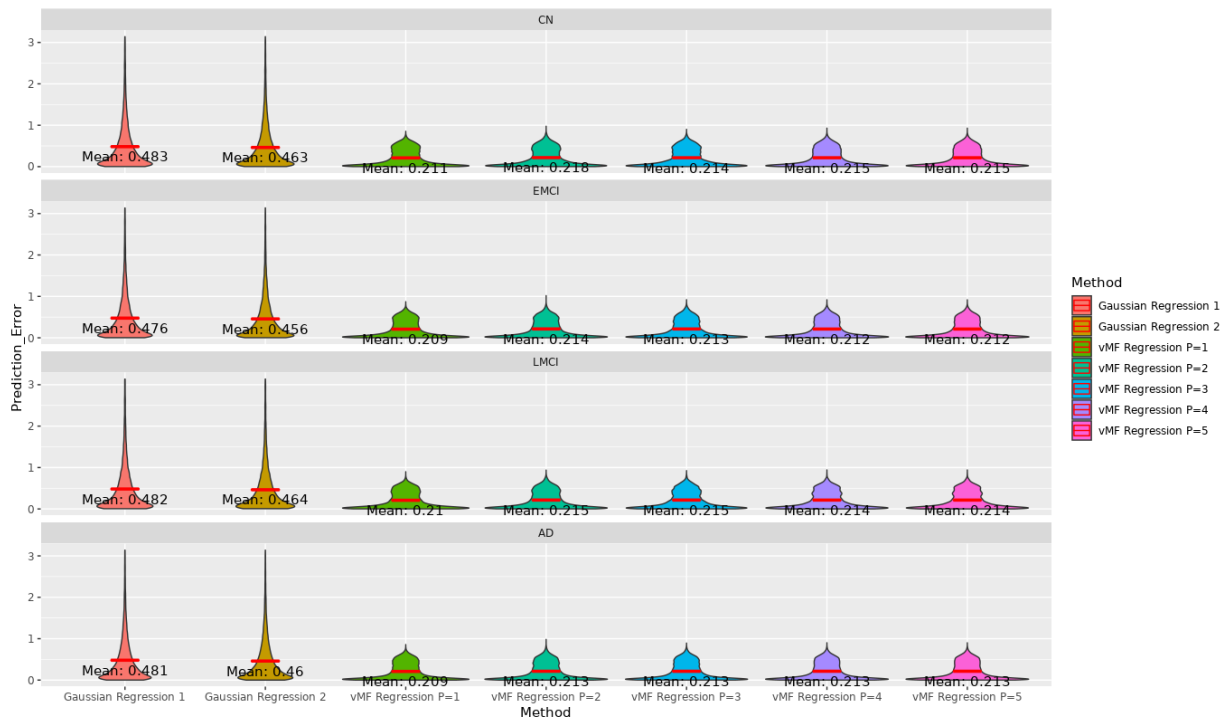 CN
3
2
1
0
Mean: 0.483
Mean: 0.463
Mean: 0.211
Mean: 0.218
Mean: 0.214
Mean: 0.215
Mean: 0.215
EMCI
3
2
1
0
Mean: 0.476
Mean: 0.456
Mean: 0.209
Mean: 0.214
Mean: 0.213
Mean: 0.212
Mean: 0.212
LMCI
3
2
1
0
Mean: 0.482
Mean: 0.464
Mean: 0.21
Mean: 0.215
Mean: 0.215
Mean: 0.214
Mean: 0.214
AD
3
2
1
0
Mean: 0.481
Mean: 0.46
Mean: 0.209
Mean: 0.213
Mean: 0.213
Mean: 0.213
Mean: 0.213
Gaussian Regression 1
Gaussian Regression 2
vMF Regression P=1
vMF Regression P=2
vMF Regression P=3
vMF Regression P=4
vMF Regression P=5
Method
Prediction_Error
Method
Gaussian Regression 1
Gaussian Regression 2
vMF Regression P=1
vMF Regression P=2
vMF Regression P=3
vMF Regression P=4
vMF Regression P=5